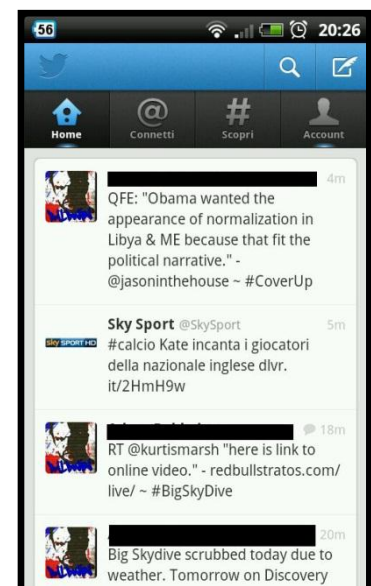 56 20:26
Home Connetti Scopri Account
4m
QFE: "Obama wanted the
appearance of normalization in
Libya & ME because that fit the
political narrative." -
@jasoninthehouse ~ #CoverUp
Sky Sport @SkySport 5m
SKY SPORT HD
#calcio Kate incanta i giocatori
della nazionale inglese dlvr.
it/2HmH9w
18m
RT @kurtismarsh "here is link to
online video." - redbullstratos.com/
live/ ~ #BigSkyDive
20m
Big Skydive scrubbed today due to
weather. Tomorrow on Discovery